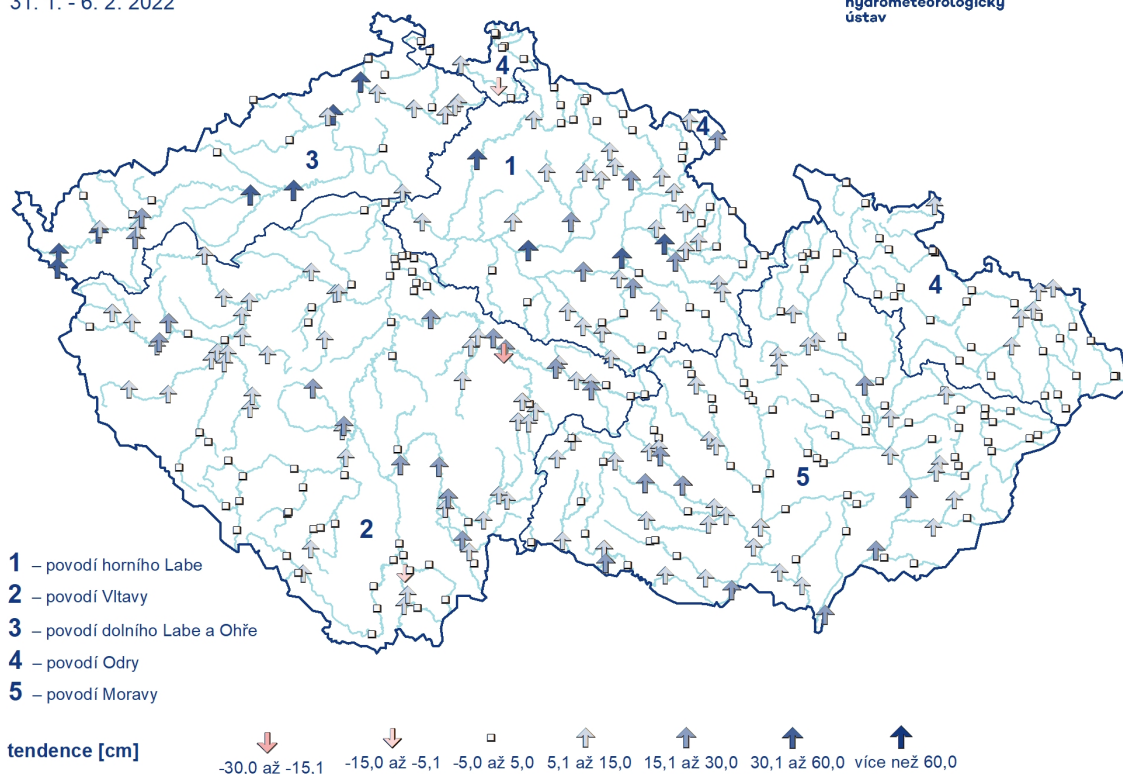 31. 1. - 6. 2. 2022
hydrometeorologický
ústav
4
4
3
1
4
5
2
1 – povodí horního Labe
2 – povodí Vltavy
3 – povodí dolního Labe a Ohře
4 – povodí Odry
5 – povodí Moravy
tendence [cm]
-30.0 až -15,1 -15,0 až -5,1 -5,0 až 5,0 5,1 až 15,0 15,1 až 30,0 30,1 až 60,0 více než 60,0